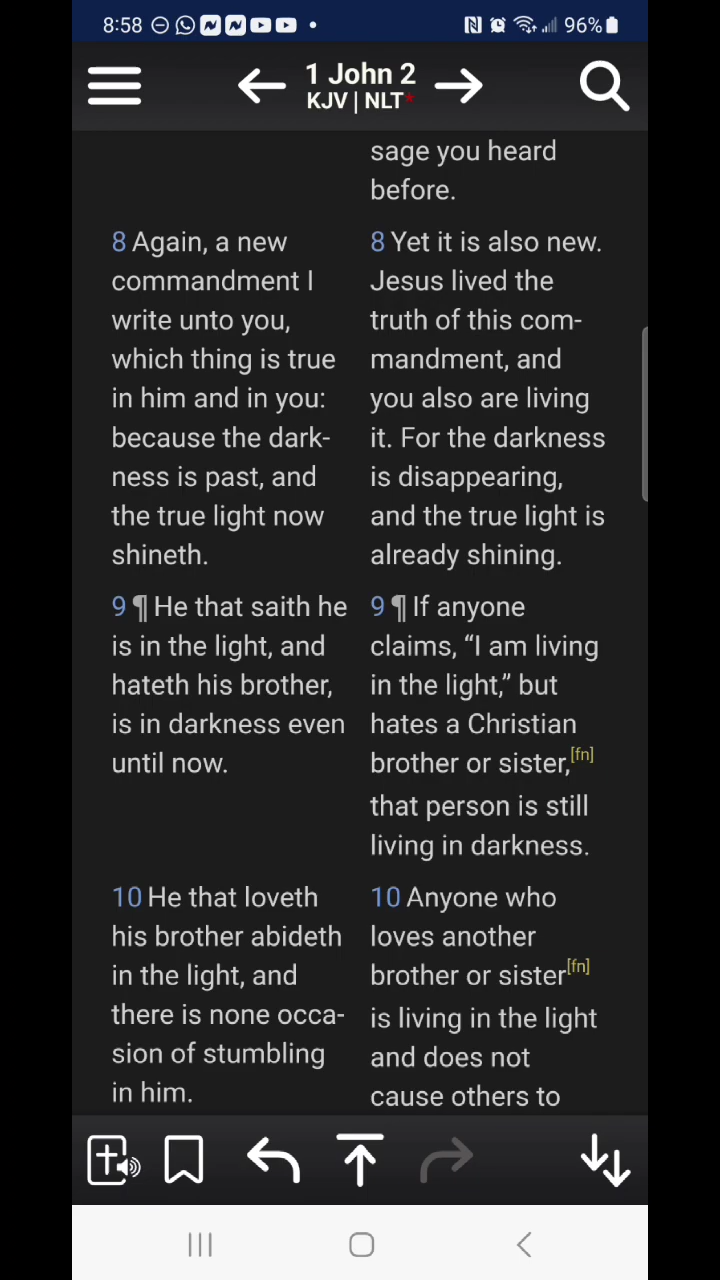 8:58
96%
1 John 2
KJV | NLT*
sage you heard
before.
8 Again, a new
commandment I
write unto you,
which thing is true
in him and in you:
because the dark-
ness is past, and
the true light now
shineth.
8 Yet it is also new.
Jesus lived the
truth of this com-
mandment, and
you also are living
it. For the darkness
is disappearing,
and the true light is
already shining.
9 ¶ He that saith he
is in the light, and
hateth his brother,
is in darkness even
until now.
9 ¶ If anyone
claims, “I am living
in the light,” but
hates a Christian
brother or sister,[fn]
that person is still
living in darkness.
10 He that loveth
his brother abideth
in the light, and
there is none occa-
sion of stumbling
in him.
10 Anyone who
loves another
brother or sister[fn]
is living in the light
and does not
cause others to